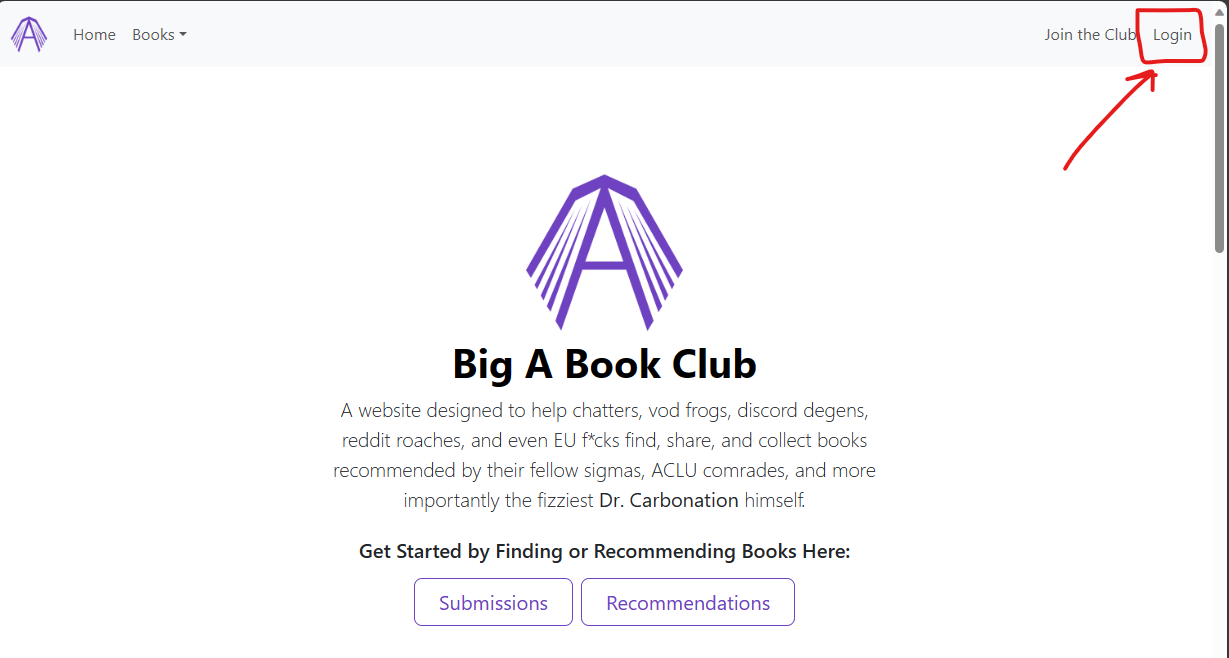 Home Books Join the Club Login
Big A Book Club
A website designed to help chatters, vod frogs, discord degens,
reddit roaches, and even EU f*cks find, share, and collect books
recommended by their fellow sigmas, ACLU comrades, and more
importantly the fizziest Dr. Carbonation himself.
Get Started by Finding or Recommending Books Here:
Submissions Recommendations